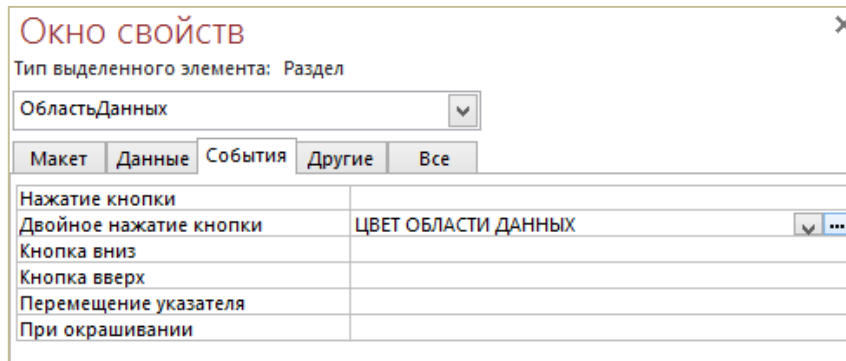 Окно свойств
Тип выделенного элемента: Раздел
ОбластьДанных
Макет Данные События Другие Все
Нажатие кнопки
Двойное нажатие кнопки ЦВЕТ ОБЛАСТИ ДАННЫХ
Кнопка вниз
Кнопка вверх
Перемещение указателя
При окрашивании